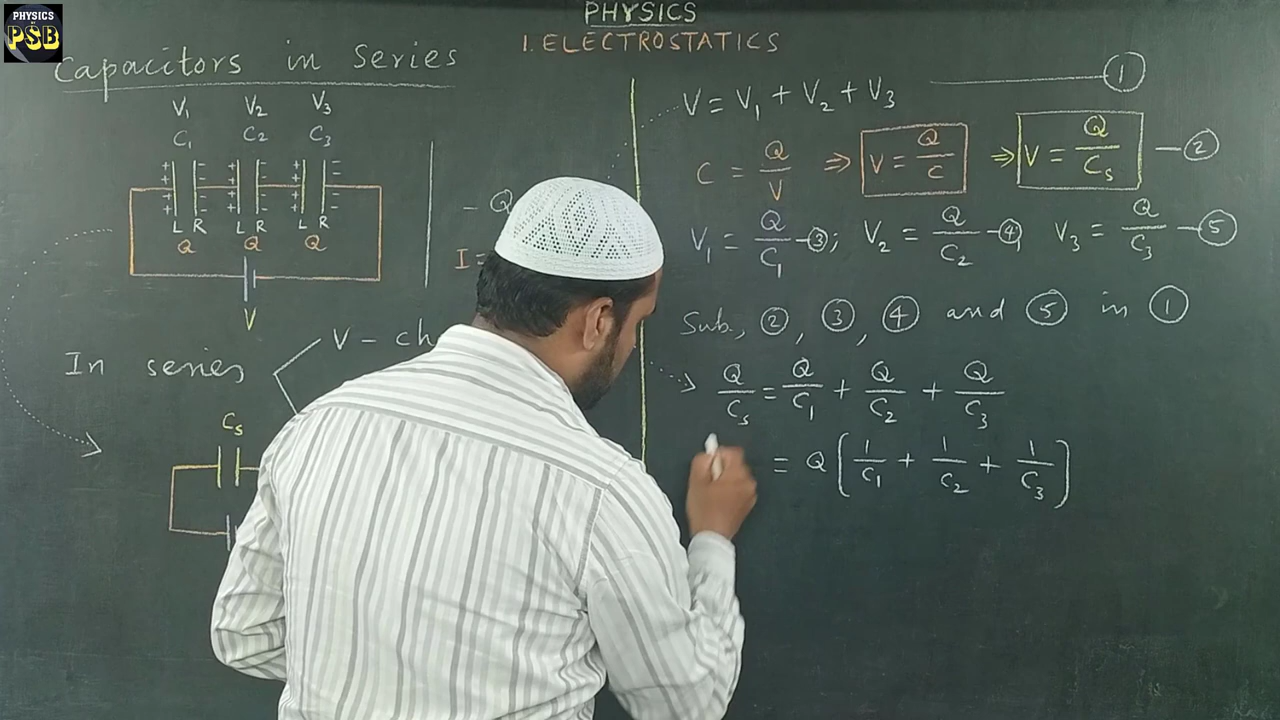 PHYSICS
BY
PSB
PHYSICS
1. ELECTROSTATICS
Capacitors in Series
V₁ V₂ V₃
C₁ C₂ C₃
+ - + - + -
+ - + - + -
+ - + - + -
+ - + - + -
L R L R L R
Q Q Q
V
In series
V - ch
Cₛ
- Q
I =
V = V₁ + V₂ + V₃ ——— ①
C = Q/V ⇒ V = Q/C ⇒ V = Q/Cₛ — ②
V₁ = Q/C₁ — ③; V₂ = Q/C₂ — ④ V₃ = Q/C₃ — ⑤
Sub, ②, ③, ④ and ⑤ in ①
Q/Cₛ = Q/C₁ + Q/C₂ + Q/C₃
= Q [1/C₁ + 1/C₂ + 1/C₃]